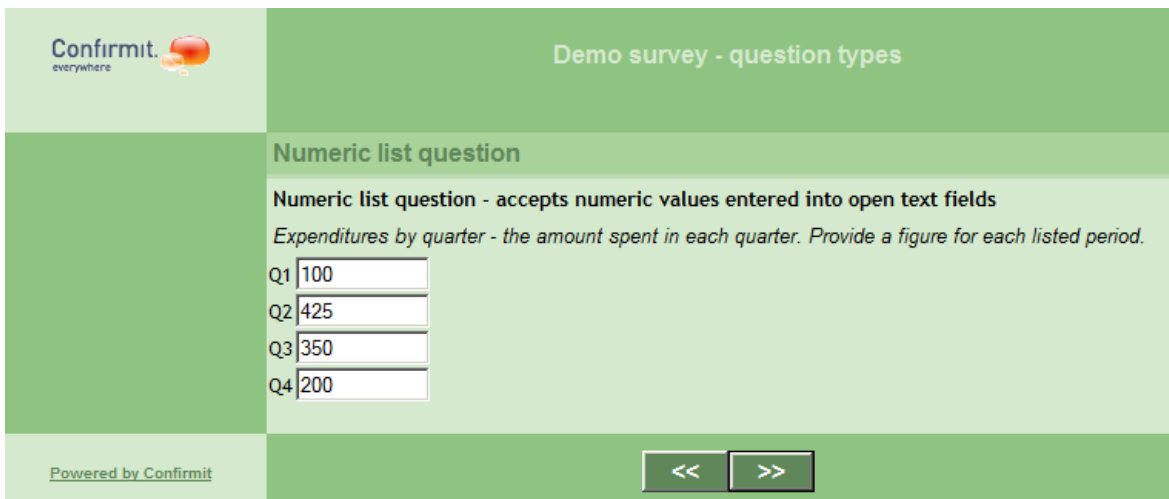 Confirmit.
everywhere
Demo survey - question types
Numeric list question
Numeric list question - accepts numeric values entered into open text fields
Expenditures by quarter - the amount spent in each quarter. Provide a figure for each listed period.
Q1 100
Q2 425
Q3 350
Q4 200
Powered by Confirmit
<< >>